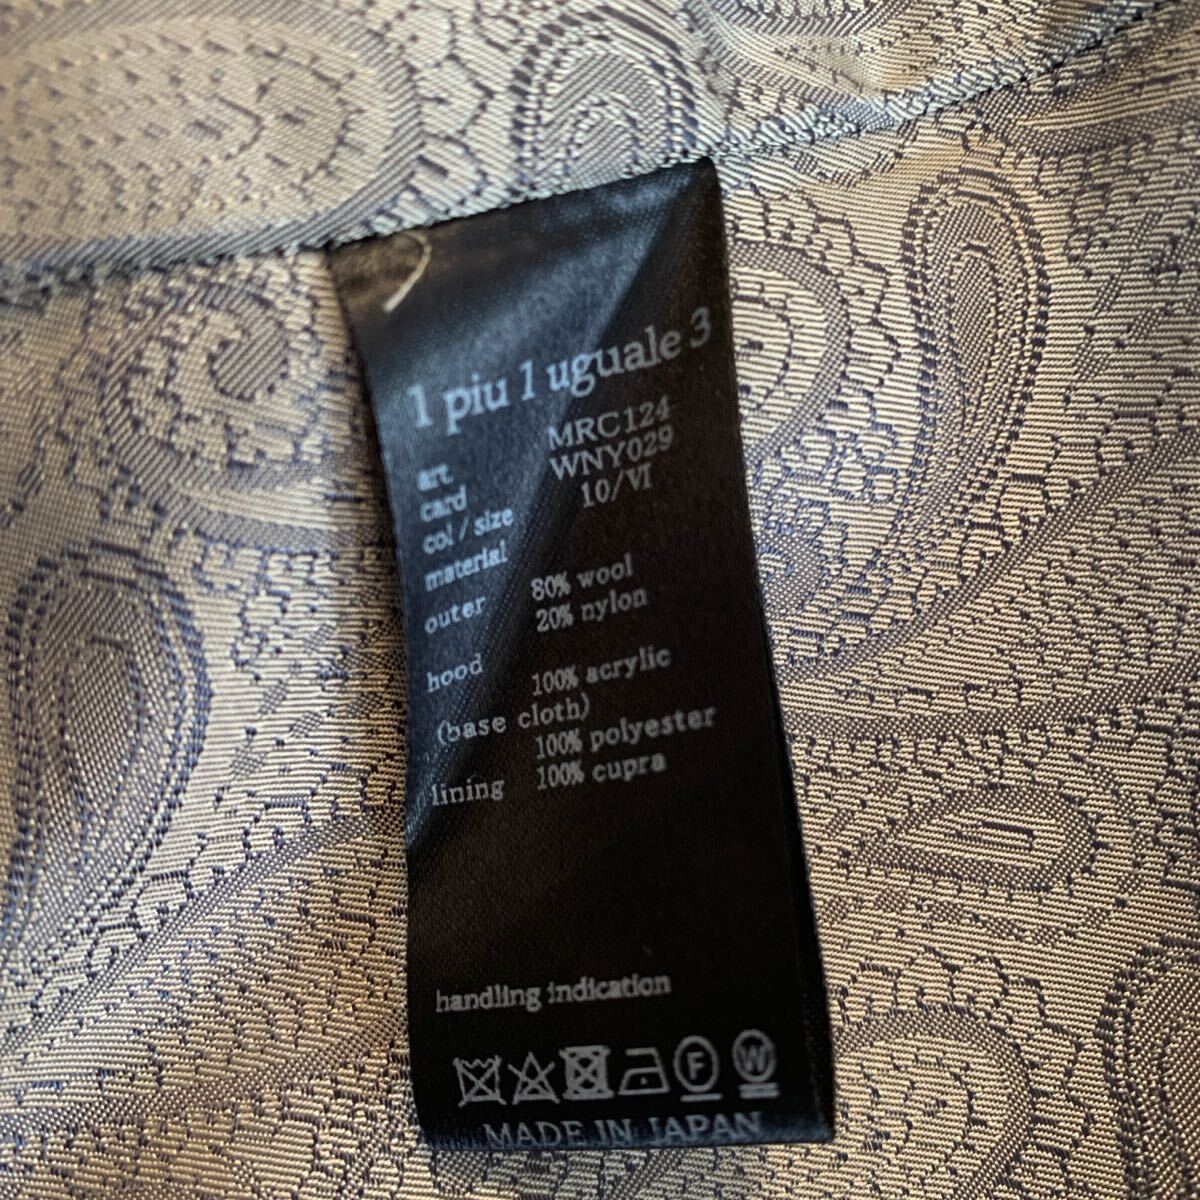 1 piu 1 uguale 3
art. MRC124
card WNY029
col / size 10/VI
material
outer 80% wool
20% nylon
hood 100% acrylic
(base cloth)
100% polyester
lining 100% cupra
handling indication
F W
MADE IN JAPAN